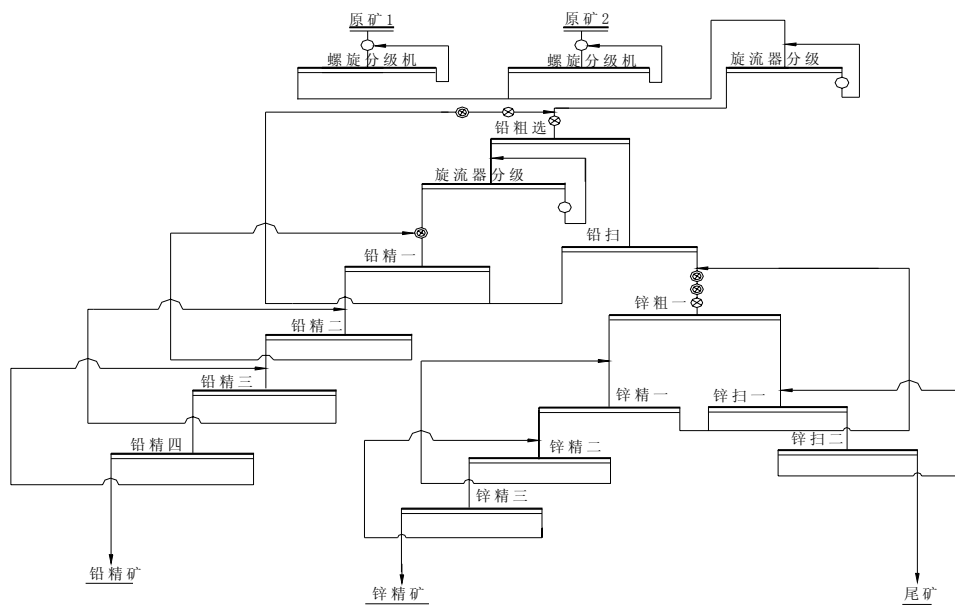 原矿1
原矿2
螺旋分级机
螺旋分级机
旋流器分级
铅粗选
旋流器分级
铅扫
铅精一
锌粗一
铅精二
铅精三
锌精一
锌扫一
铅精四
锌精二
锌扫二
锌精三
铅精矿
锌精矿
尾矿